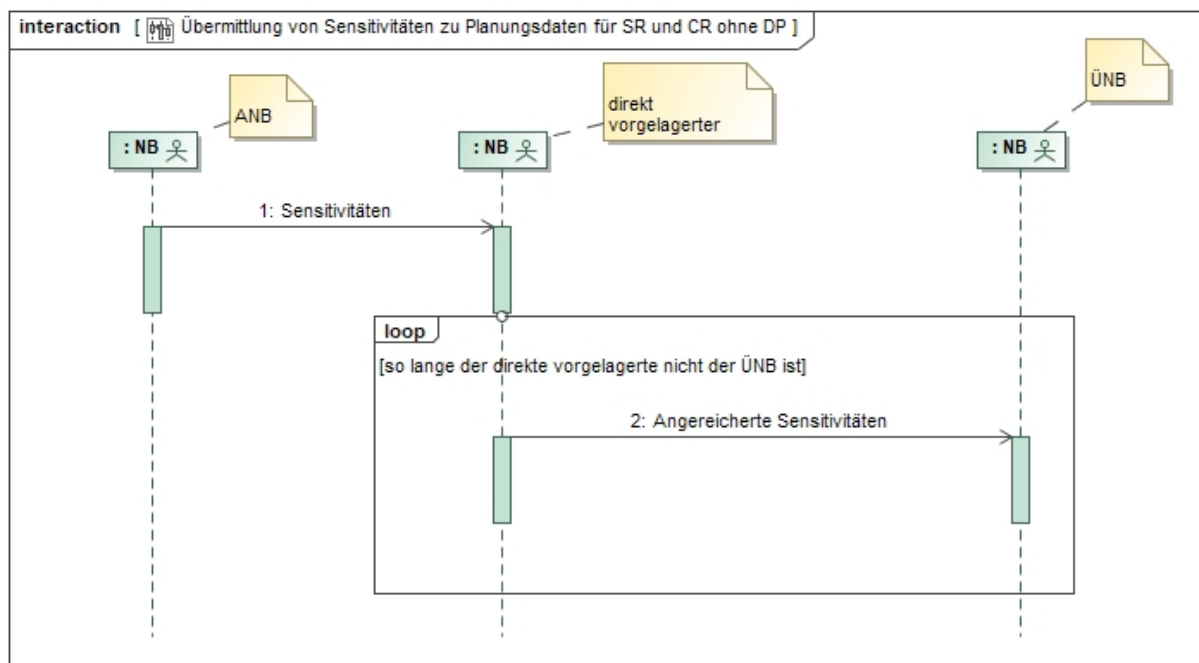 interaction [ Übermittlung von Sensitivitäten zu Planungsdaten für SR und CR ohne DP ]
ANB
direkt
vorgelagerter
ÜNB
: NB
: NB
: NB
1: Sensitivitäten
loop
[so lange der direkte vorgelagerte nicht der ÜNB ist]
2: Angereicherte Sensitivitäten